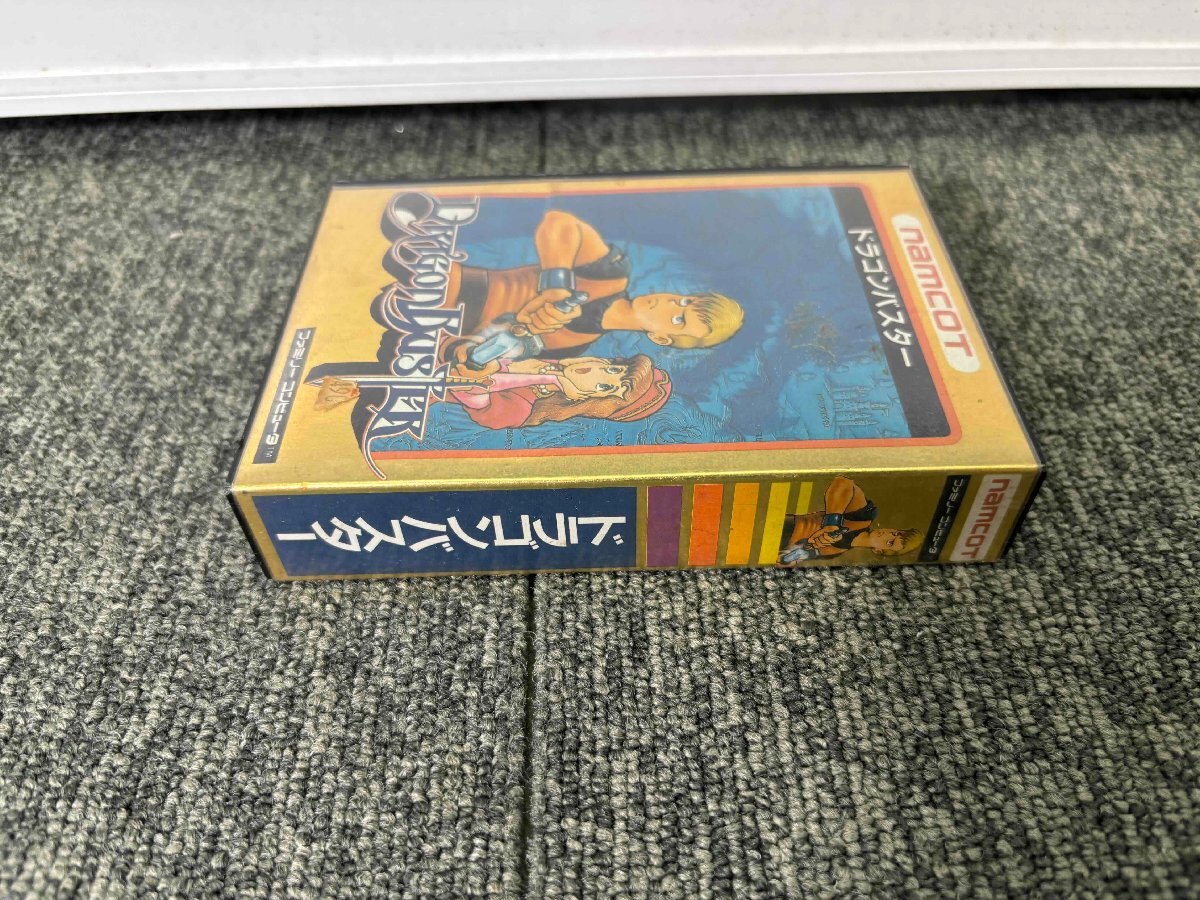 namcot
ドラゴンバスター
DRAGON BUSTER
ファミリーコンピュータ™
namcot
ファミリーコンピュータ
ドラゴンバスター